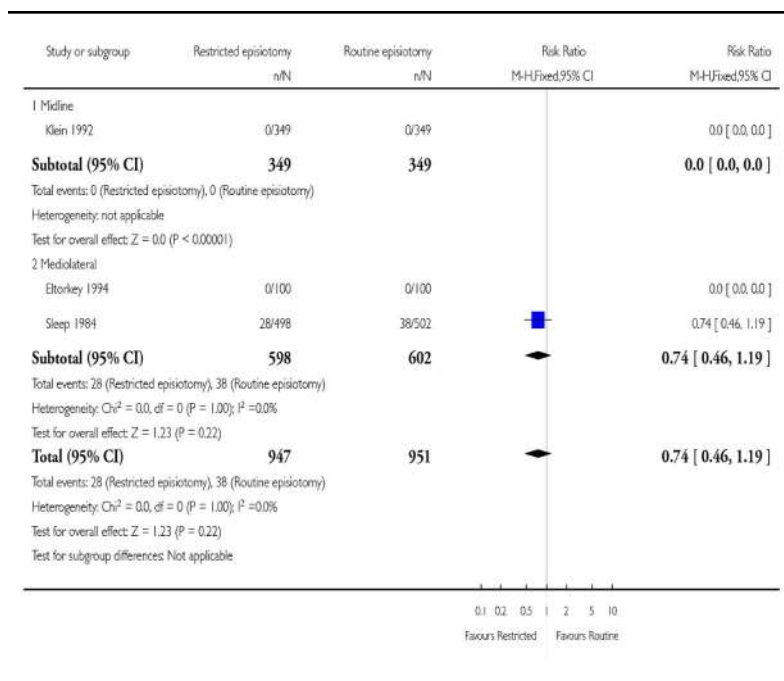 Study or subgroup Restricted episiotomy Routine episiotomy Risk Ratio Risk Ratio
n/N n/N M-H,Fixed,95% CI M-H,Fixed,95% CI
1 Midline
Klein 1992 0/349 0/349 0.0 [ 0.0, 0.0 ]
Subtotal (95% CI) 349 349 0.0 [ 0.0, 0.0 ]
Total events: 0 (Restricted episiotomy), 0 (Routine episiotomy)
Heterogeneity: not applicable
Test for overall effect: Z = 0.0 (P < 0.00001)
2 Mediolateral
Eltorkey 1994 0/100 0/100 0.0 [ 0.0, 0.0 ]
Sleep 1984 28/498 38/502 0.74 [ 0.46, 1.19 ]
Subtotal (95% CI) 598 602 0.74 [ 0.46, 1.19 ]
Total events: 28 (Restricted episiotomy), 38 (Routine episiotomy)
Heterogeneity: Chi² = 0.0, df = 0 (P = 1.00); I² =0.0%
Test for overall effect: Z = 1.23 (P = 0.22)
Total (95% CI) 947 951 0.74 [ 0.46, 1.19 ]
Total events: 28 (Restricted episiotomy), 38 (Routine episiotomy)
Heterogeneity: Chi² = 0.0, df = 0 (P = 1.00); I² =0.0%
Test for overall effect: Z = 1.23 (P = 0.22)
Test for subgroup differences: Not applicable
0.1 0.2 0.5 1 2 5 10
Favours Restricted Favours Routine